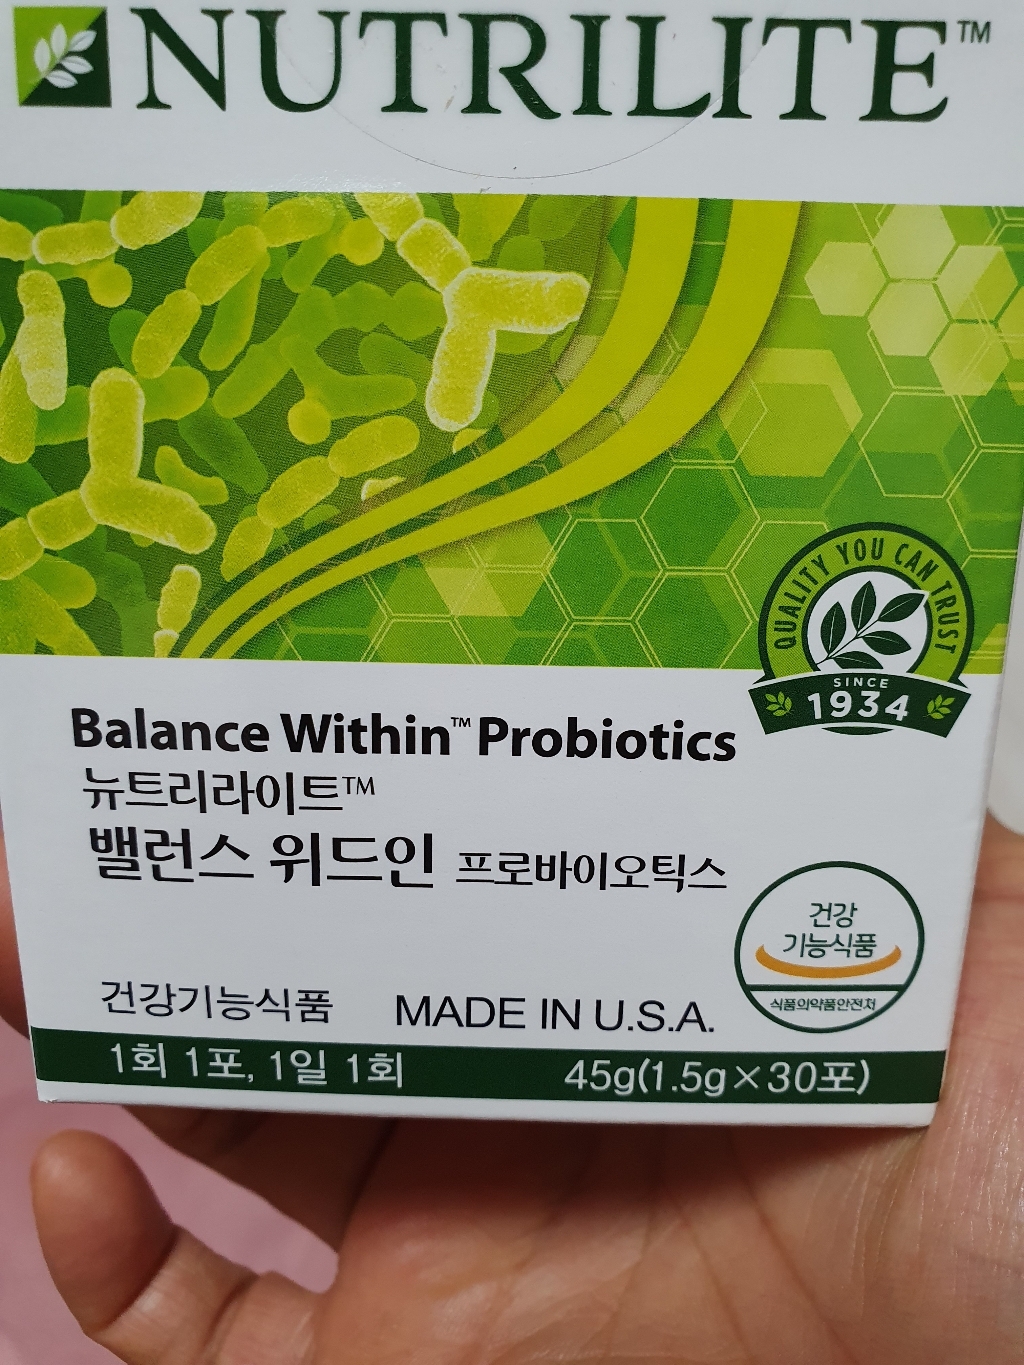 NUTRILITE™
QUALITY YOU CAN TRUST
SINCE
1934
Balance Within™ Probiotics
뉴트리라이트™
밸런스 위드인 프로바이오틱스
건강
기능식품
식품의약품안전처
건강기능식품 MADE IN U.S.A.
1회 1포, 1일 1회 45g(1.5g×30포)